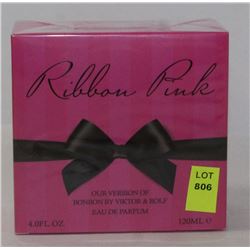 Ribbon Pink
LOT
806
OUR VERSION OF
BONBON BY VIKTOR & ROLF
EAU DE PARFUM
4.0FL.OZ
120ML ℮